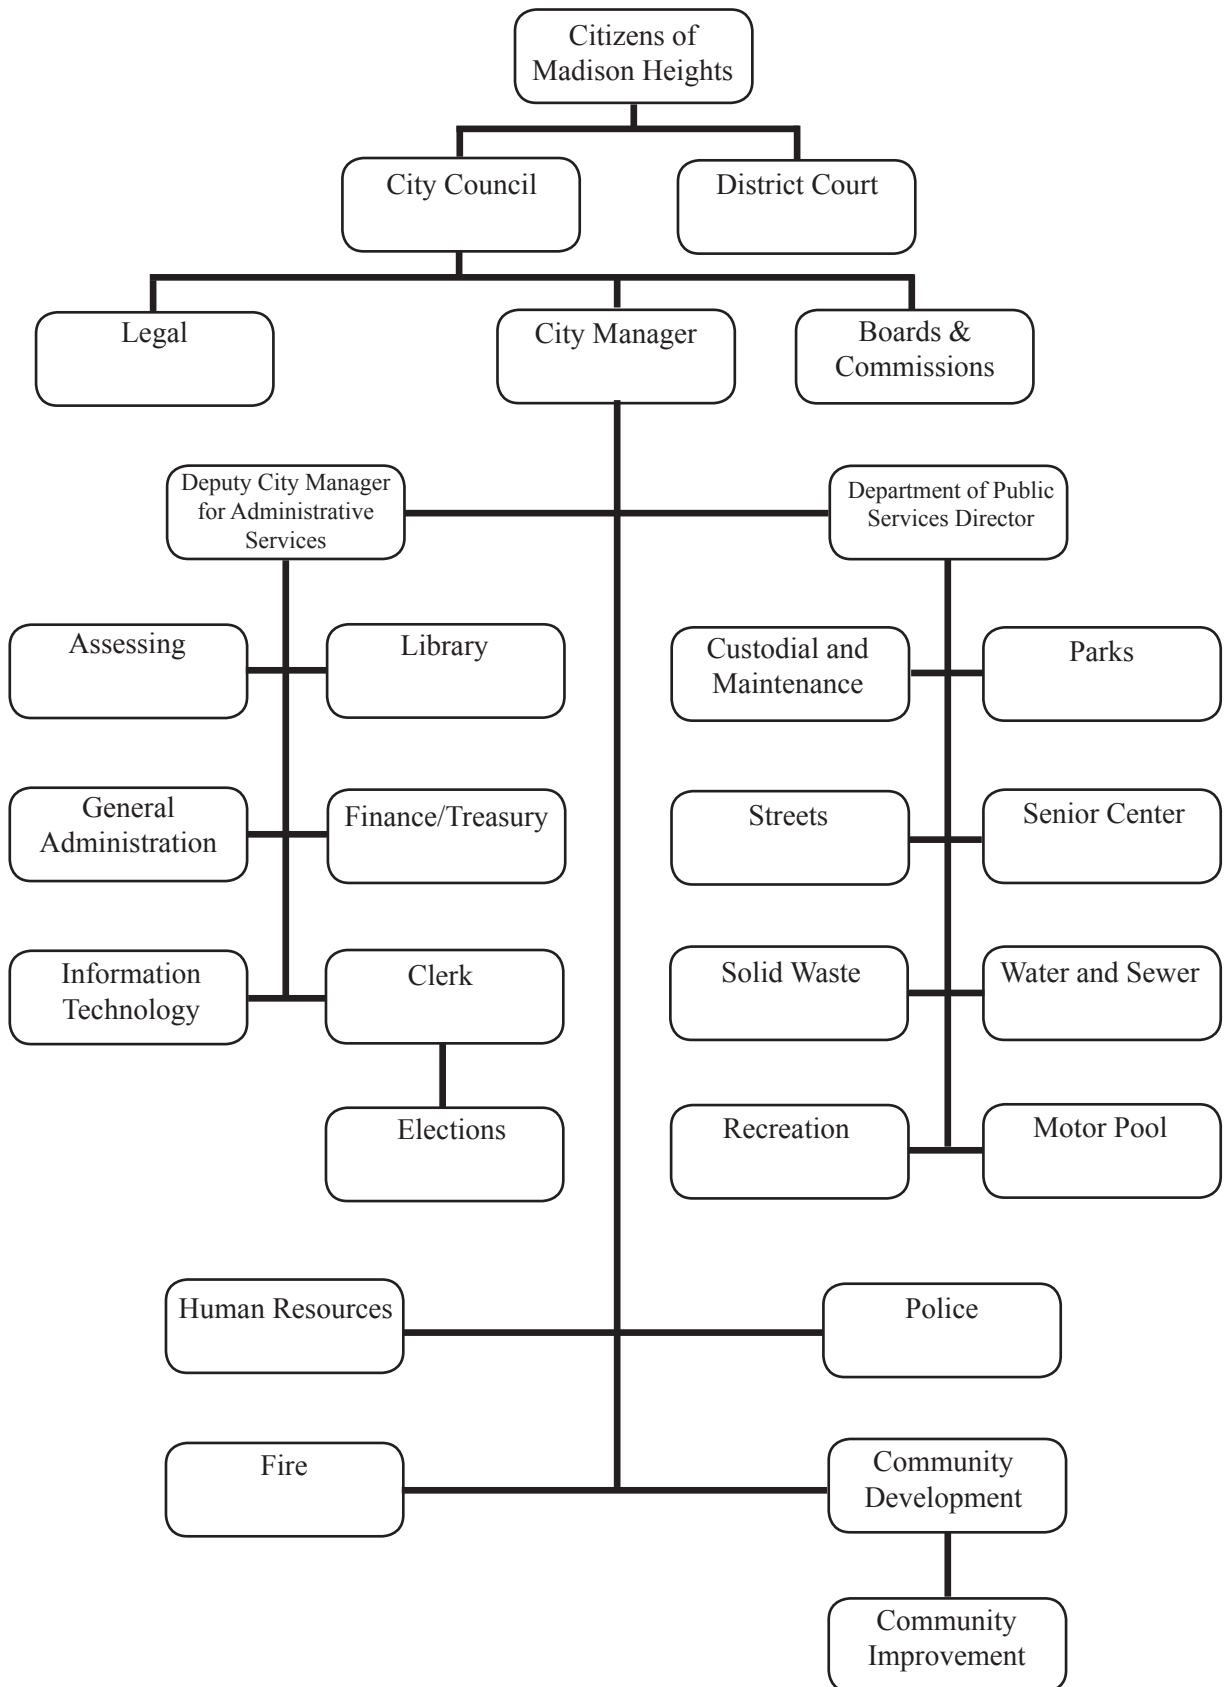 Citizens of
Madison Heights
City Council
District Court
Legal
City Manager
Boards &
Commissions
Deputy City Manager
for Administrative
Services
Department of Public
Services Director
Assessing
Library
Custodial and
Maintenance
Parks
General
Administration
Finance/Treasury
Streets
Senior Center
Information
Technology
Clerk
Solid Waste
Water and Sewer
Elections
Recreation
Motor Pool
Human Resources
Police
Fire
Community
Development
Community
Improvement